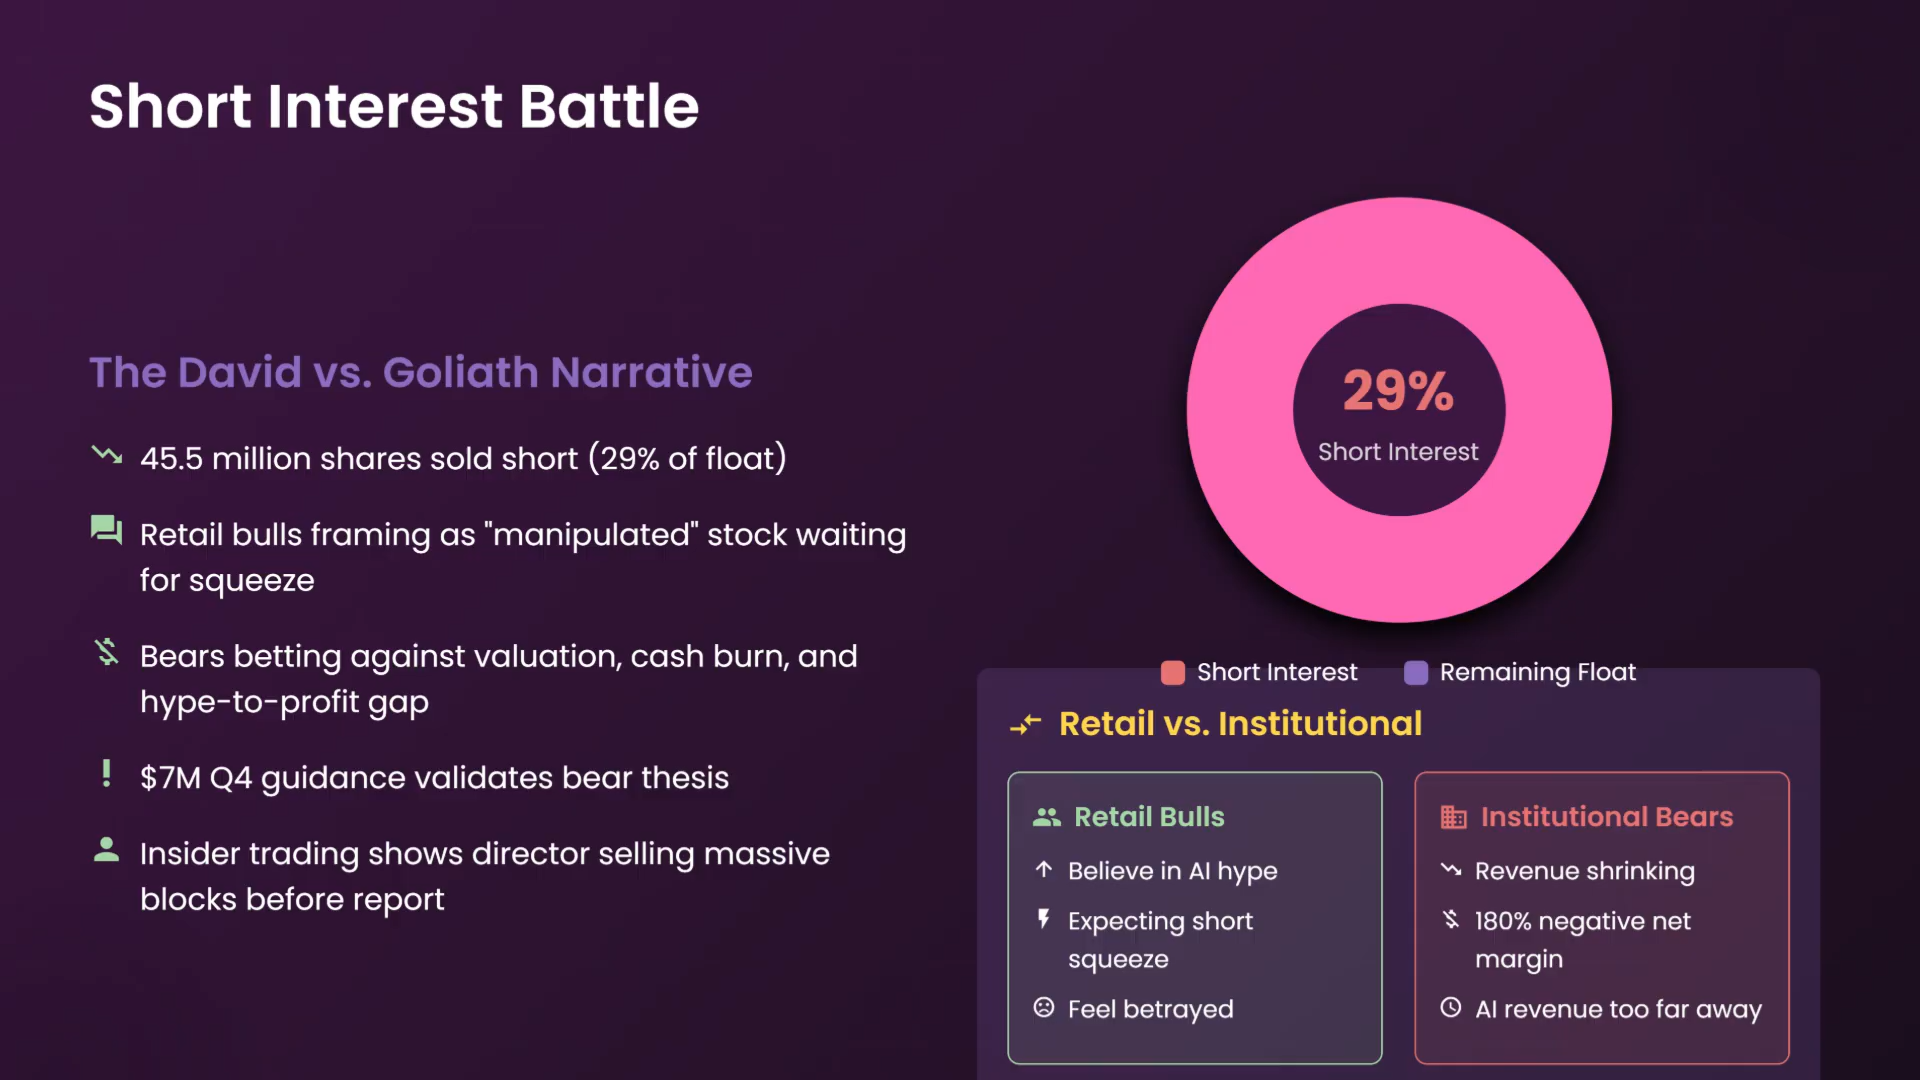 Short Interest Battle
The David vs. Goliath Narrative
45.5 million shares sold short (29% of float)
Retail bulls framing as "manipulated" stock waiting
for squeeze
Bears betting against valuation, cash burn, and
hype-to-profit gap
$7M Q4 guidance validates bear thesis
Insider trading shows director selling massive
blocks before report
29%
Short Interest
Short Interest
Remaining Float
Retail vs. Institutional
Retail Bulls
Believe in AI hype
Expecting short
squeeze
Feel betrayed
Institutional Bears
Revenue shrinking
180% negative net
margin
AI revenue too far away